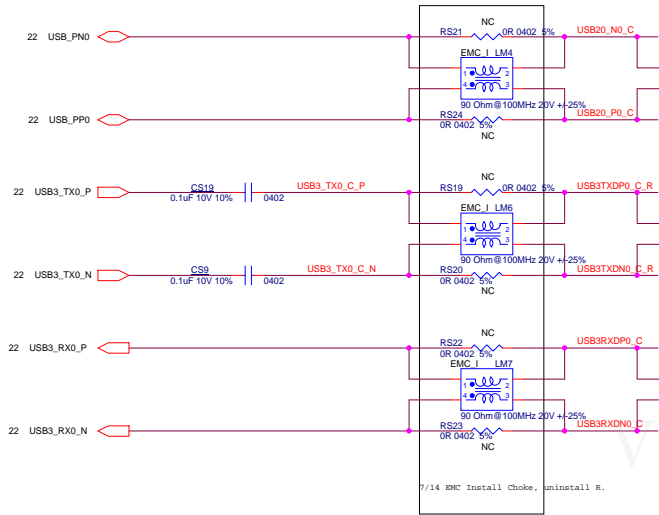 NC
22 USB_PN0 RS21 0R 0402 5% USB20_N0_C
EMC_I LM4
1 2
4 3
90 Ohm@100MHz 20V +/-25%
22 USB_PP0 RS24 USB20_P0_C
0R 0402 5%
NC
NC
22 USB3_TX0_P CS19 USB3_TX0_C_P RS19 0R 0402 5% USB3TXDP0_C_R
0.1uF 10V 10% 0402
EMC_I LM6
1 2
4 3
90 Ohm@100MHz 20V +/-25%
22 USB3_TX0_N CS9 USB3_TX0_C_N RS20 USB3TXDN0_C_R
0.1uF 10V 10% 0402 0R 0402 5%
NC
NC
22 USB3_RX0_P RS22 USB3RXDP0_C
0R 0402 5%
EMC_I LM7
1 2
4 3
90 Ohm@100MHz 20V +/-25%
22 USB3_RX0_N RS23 USB3RXDN0_C
0R 0402 5%
NC
7/14 EMC Install Choke, uninstall R.